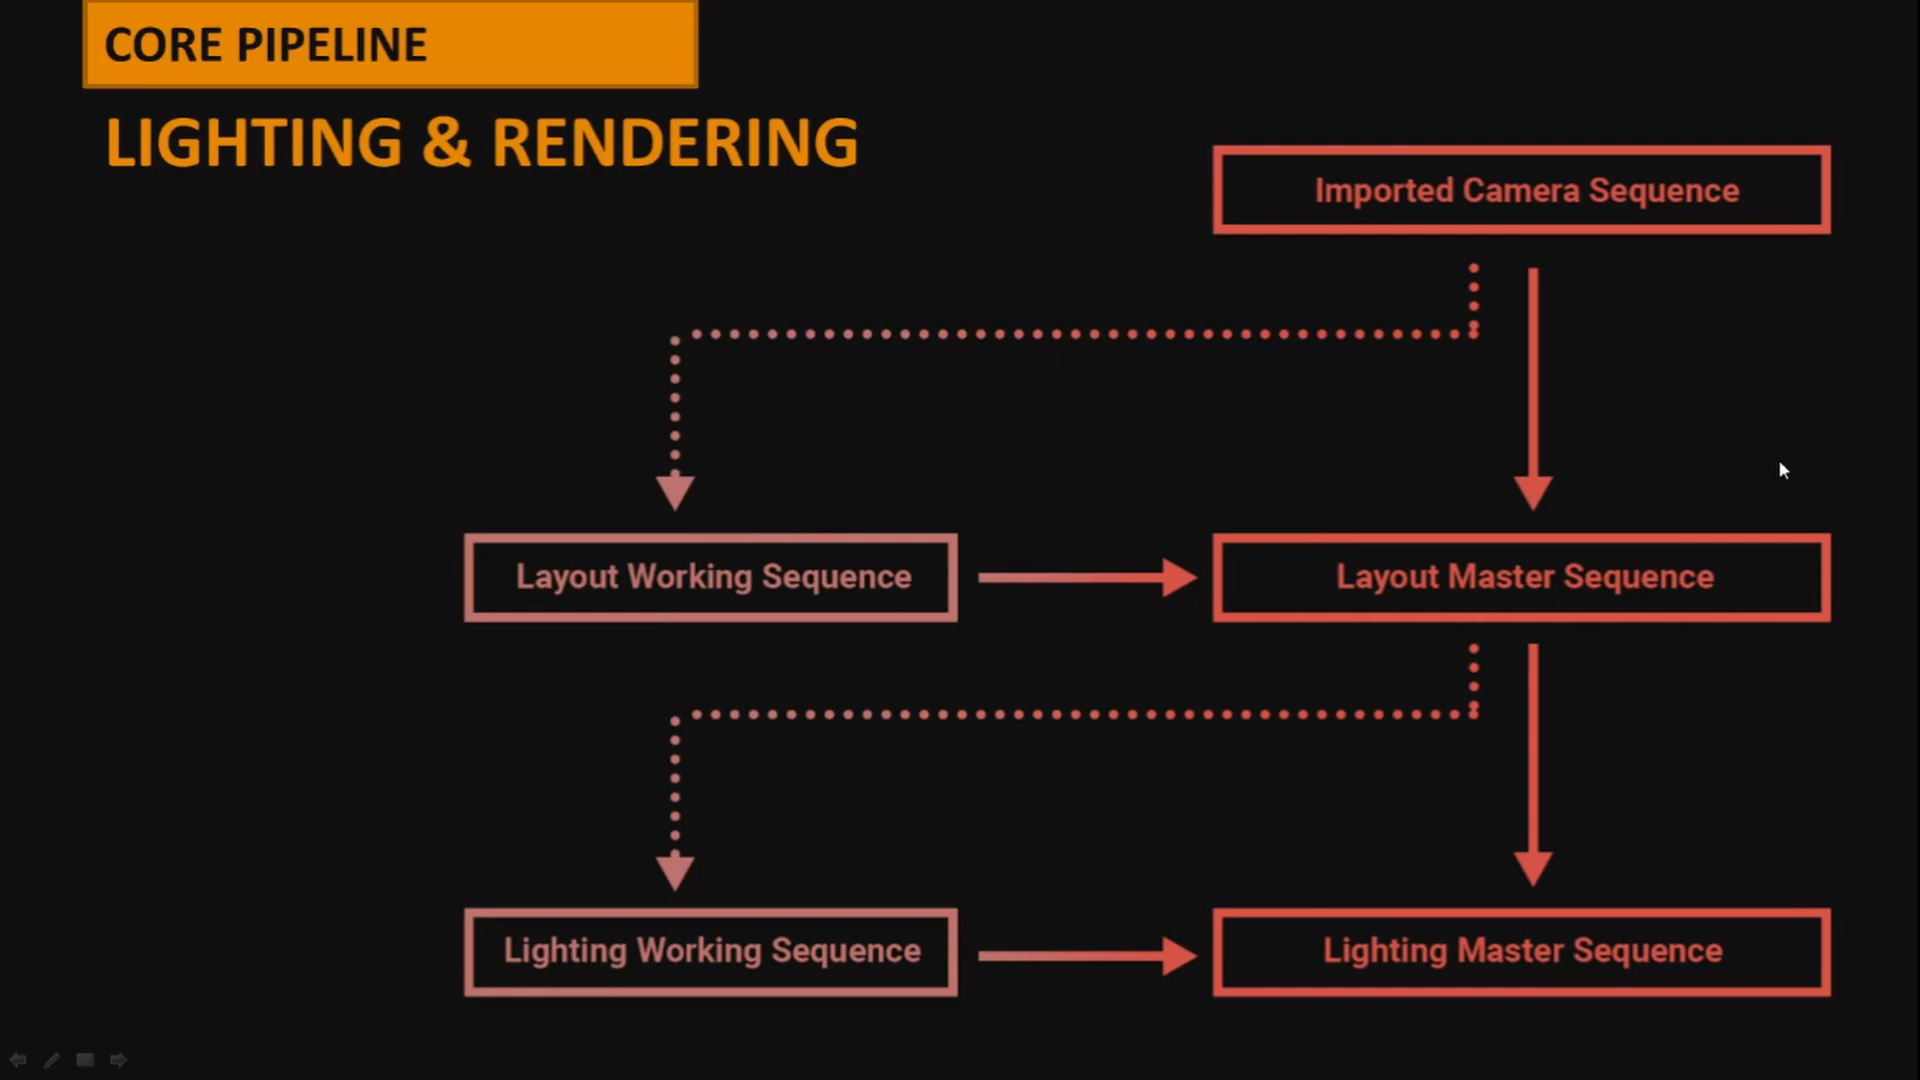 CORE PIPELINE
LIGHTING & RENDERING
Imported Camera Sequence
Layout Working Sequence
Layout Master Sequence
Lighting Working Sequence
Lighting Master Sequence